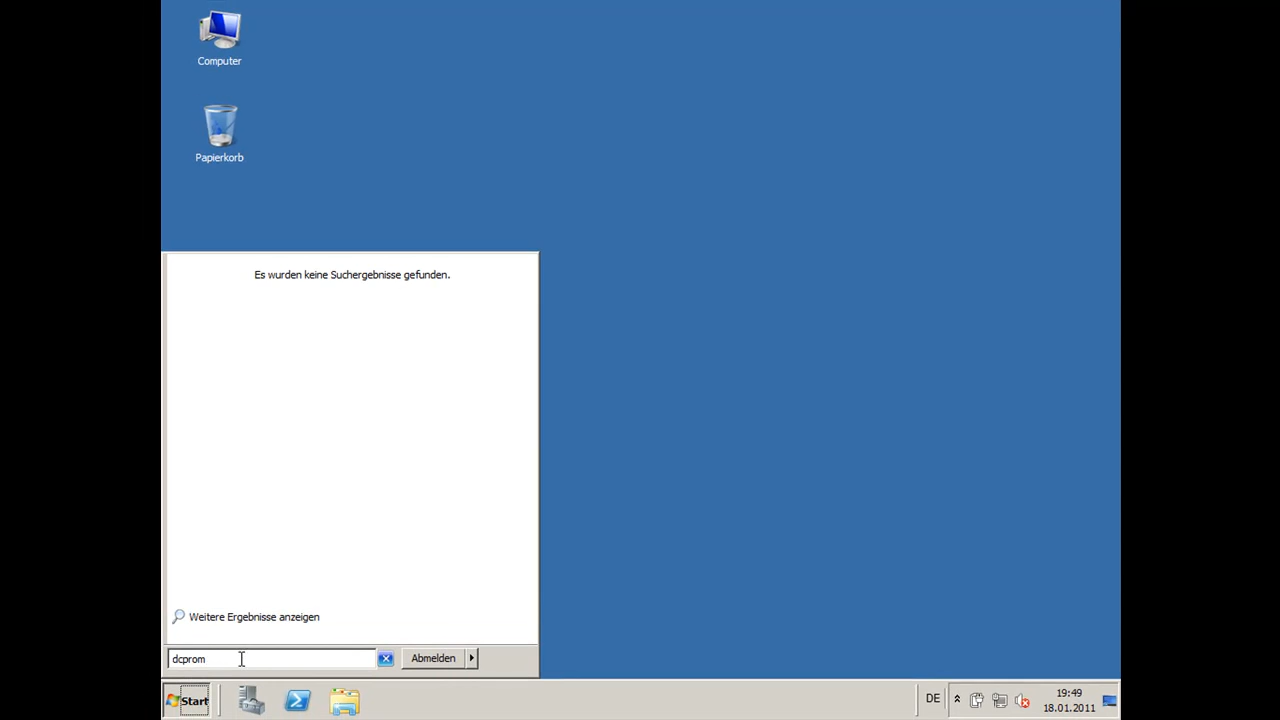 Computer
Papierkorb
Es wurden keine Suchergebnisse gefunden.
Weitere Ergebnisse anzeigen
dcprom
Abmelden
Start
DE
19:49
18.01.2011